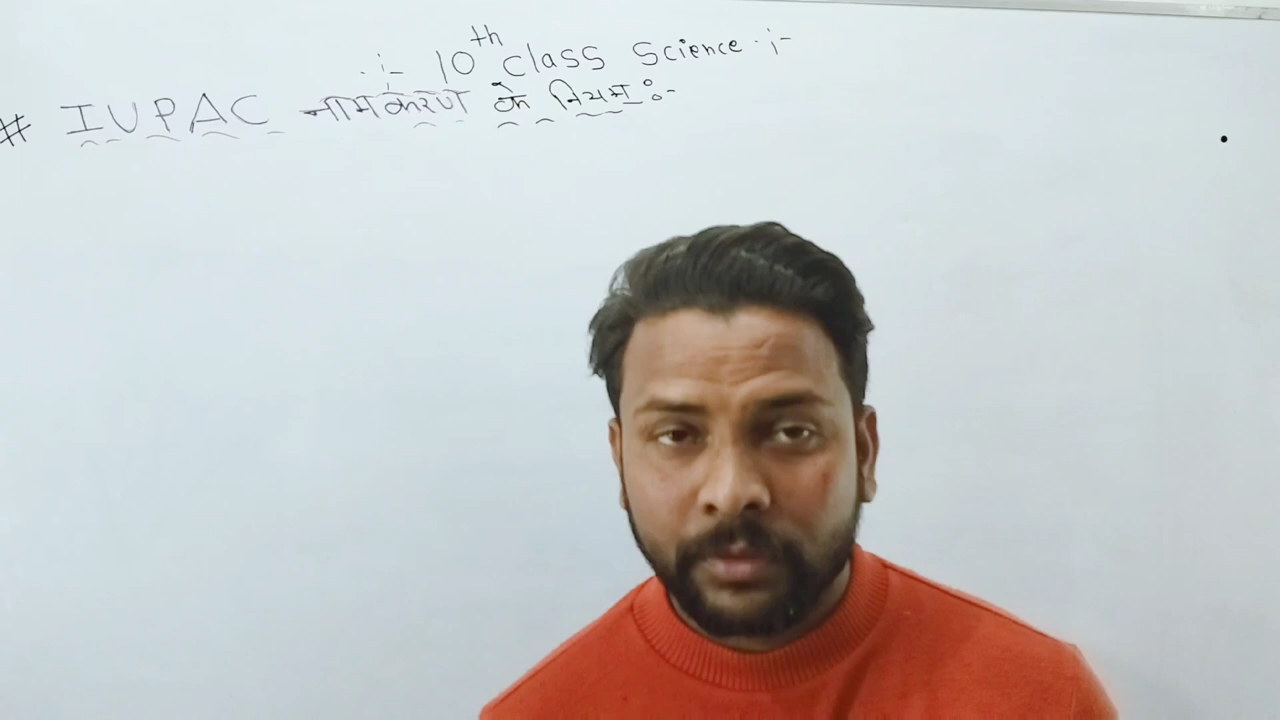 :- 10th class Science :-
# IUPAC नामकरण के नियम :-